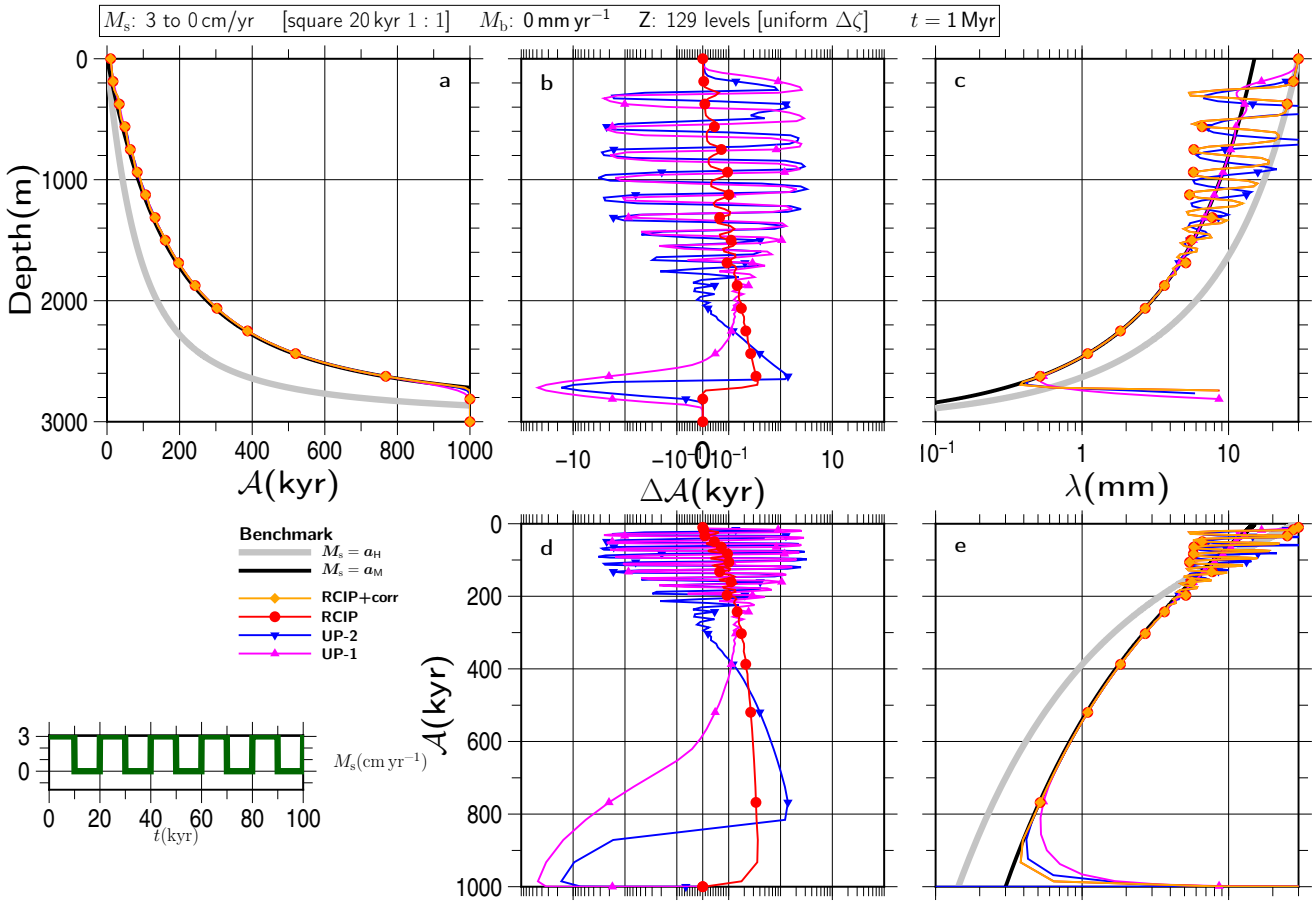 Mₛ: 3 to 0 cm/yr [square 20 kyr 1 : 1] M_b: 0 mm yr⁻¹ Z: 129 levels [uniform Δζ] t = 1 Myr
a b c
Depth(m)
0
1000
2000
3000
0 200 400 600 800 1000
𝒜(kyr)
−10 −10⁻¹ 0 10⁻¹ 10
Δ𝒜(kyr)
10⁻¹ 1 10
λ(mm)
Benchmark
Mₛ = a_H
Mₛ = a_M
RCIP+corr
RCIP
UP-2
UP-1
d e
𝒜(kyr)
0
200
400
600
800
1000
3
0
Mₛ(cm yr⁻¹)
0 20 40 60 80 100
t(kyr)